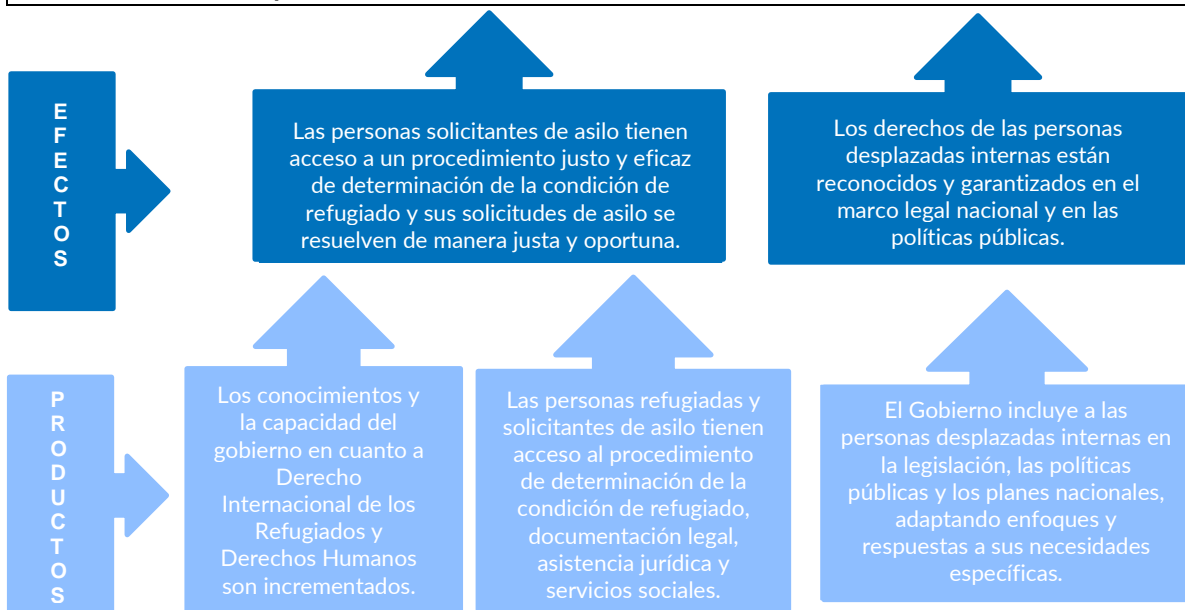 EFECTOS
Las personas solicitantes de asilo tienen
acceso a un procedimiento justo y eficaz
de determinación de la condición de
refugiado y sus solicitudes de asilo se
resuelven de manera justa y oportuna.
Los derechos de las personas
desplazadas internas están
reconocidos y garantizados en el
marco legal nacional y en las
políticas públicas.
PRODUCTOS
Los conocimientos y
la capacidad del
gobierno en cuanto a
Derecho
Internacional de los
Refugiados y
Derechos Humanos
son incrementados.
Las personas refugiadas y
solicitantes de asilo tienen
acceso al procedimiento
de determinación de la
condición de refugiado,
documentación legal,
asistencia jurídica y
servicios sociales.
El Gobierno incluye a las
personas desplazadas internas en
la legislación, las políticas
públicas y los planes nacionales,
adaptando enfoques y
respuestas a sus necesidades
específicas.